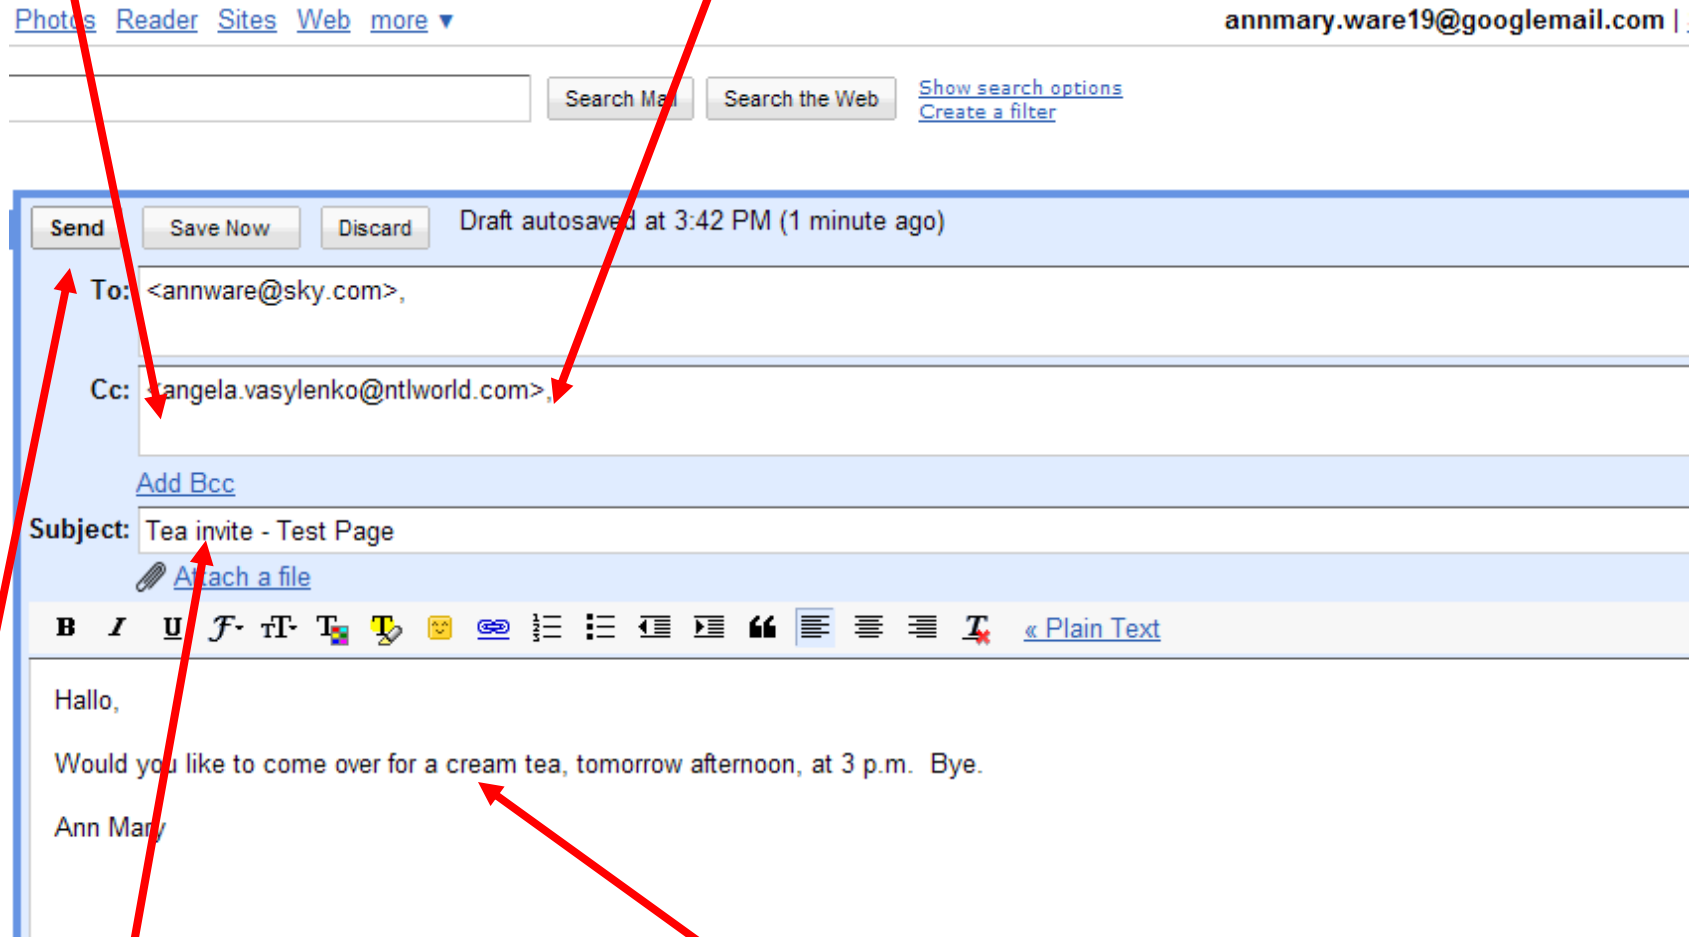 Photos Reader Sites Web more ▼ annmary.ware19@googlemail.com |
Search Mail Search the Web Show search options
Create a filter
Send Save Now Discard Draft autosaved at 3:42 PM (1 minute ago)
To: <annware@sky.com>,
Cc: <angela.vasylenko@ntlworld.com>,
Add Bcc
Subject: Tea invite - Test Page
Attach a file
B I U « Plain Text
Hallo,
Would you like to come over for a cream tea, tomorrow afternoon, at 3 p.m.  Bye.
Ann Mary